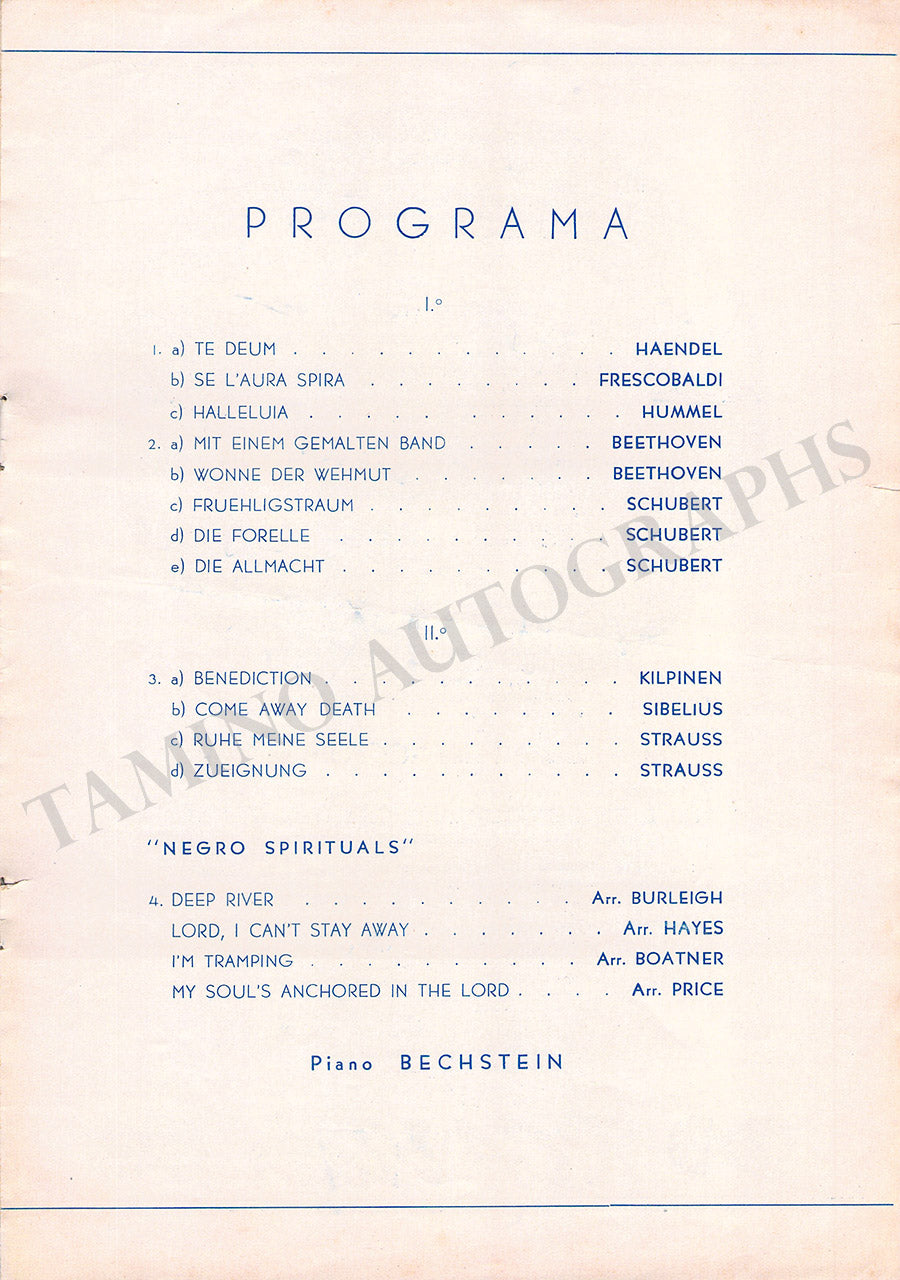 PROGRAMA
I.º
1. a) TE DEUM . . . . . . . . . . . . HAENDEL
b) SE L'AURA SPIRA . . . . . . . . FRESCOBALDI
c) HALLELUIA . . . . . . . . . . . HUMMEL
2. a) MIT EINEM GEMALTEN BAND . . . . . BEETHOVEN
b) WONNE DER WEHMUT . . . . . . . BEETHOVEN
c) FRUEHLIGSTRAUM . . . . . . . . . SCHUBERT
d) DIE FORELLE . . . . . . . . . . SCHUBERT
e) DIE ALLMACHT . . . . . . . . . . SCHUBERT
II.º
3. a) BENEDICTION . . . . . . . . . . . KILPINEN
b) COME AWAY DEATH . . . . . . . . SIBELIUS
c) RUHE MEINE SEELE . . . . . . . . . STRAUSS
d) ZUEIGNUNG . . . . . . . . . . . STRAUSS
"NEGRO SPIRITUALS"
4. DEEP RIVER . . . . . . . . . . Arr. BURLEIGH
LORD, I CAN'T STAY AWAY . . . . . . . Arr. HAYES
I'M TRAMPING . . . . . . . . . . . Arr. BOATNER
MY SOUL'S ANCHORED IN THE LORD . . . . Arr. PRICE
Piano BECHSTEIN
TAMINO AUTOGRAPHS